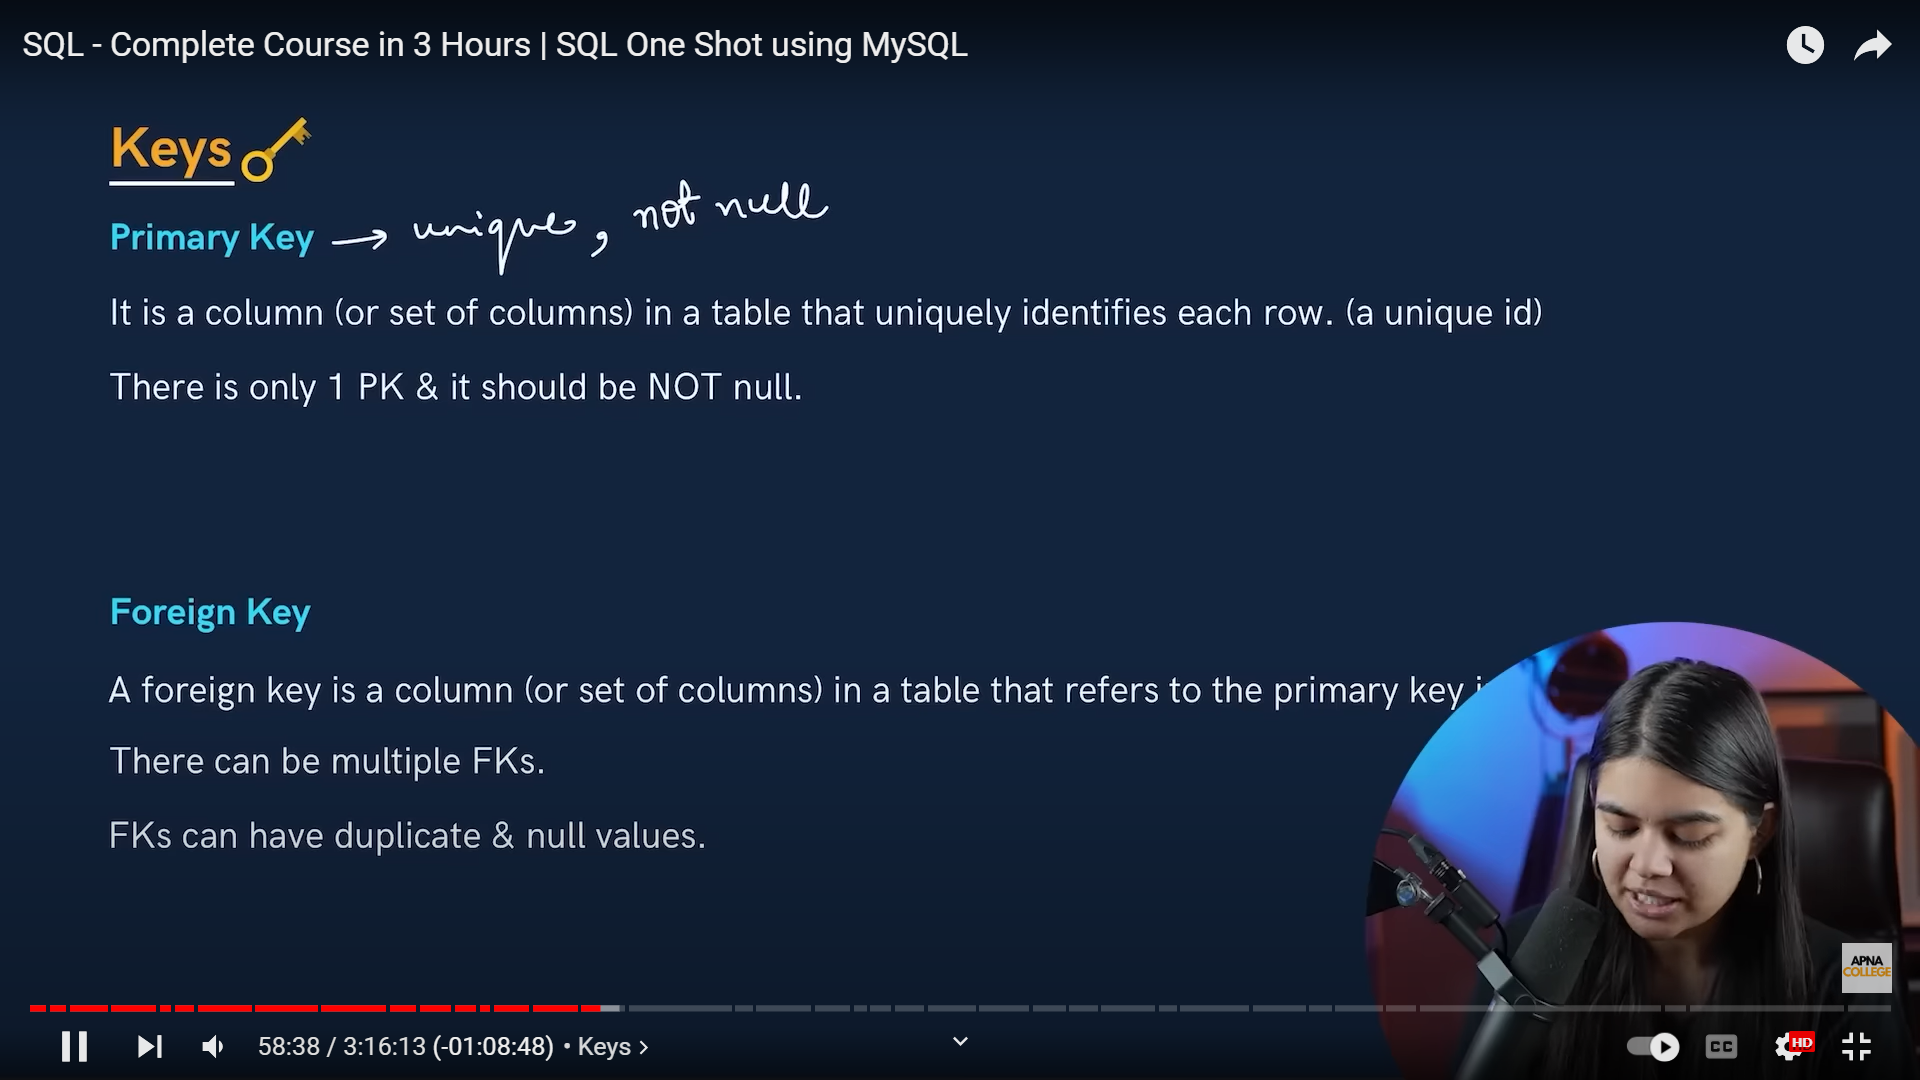 SQL - Complete Course in 3 Hours | SQL One Shot using MySQL
Keys
Primary Key → unique, not null
It is a column (or set of columns) in a table that uniquely identifies each row. (a unique id)
There is only 1 PK & it should be NOT null.
Foreign Key
A foreign key is a column (or set of columns) in a table that refers to the primary key
There can be multiple FKs.
FKs can have duplicate & null values.
APNA
COLLEGE
58:38 / 3:16:13 (-01:08:48) • Keys >
CC
HD